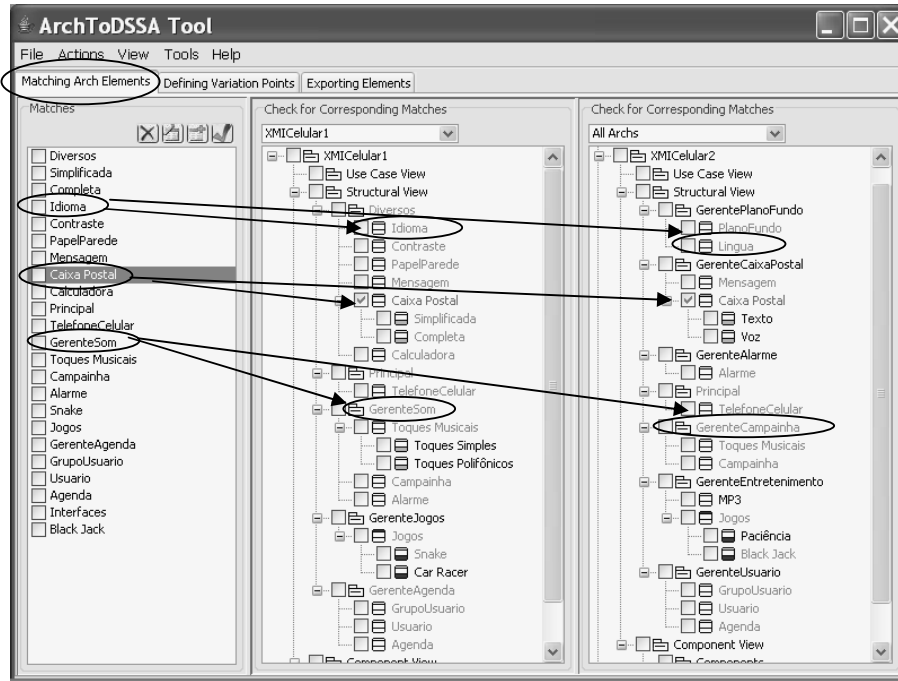 ArchToDSSA Tool
File Actions View Tools Help
Matching Arch Elements Defining Variation Points Exporting Elements
Matches
Diversos
Simplificada
Completa
Idioma
Contraste
PapelParede
Mensagem
Caixa Postal
Calculadora
Principal
TelefoneCelular
GerenteSom
Toques Musicais
Campainha
Alarme
Snake
Jogos
GerenteAgenda
GrupoUsuario
Usuario
Agenda
Interfaces
Black Jack
Check for Corresponding Matches
XMICelular1
XMICelular1
Use Case View
Structural View
Diversos
Idioma
Contraste
PapelParede
Mensagem
Caixa Postal
Simplificada
Completa
Calculadora
Principal
TelefoneCelular
GerenteSom
Toques Musicais
Toques Simples
Toques Polifônicos
Campainha
Alarme
GerenteJogos
Jogos
Snake
Car Racer
GerenteAgenda
GrupoUsuario
Usuario
Agenda
Component View
Check for Corresponding Matches
All Archs
XMICelular2
Use Case View
Structural View
GerentePlanoFundo
PlanoFundo
Lingua
GerenteCaixaPostal
Mensagem
Caixa Postal
Texto
Voz
GerenteAlarme
Alarme
Principal
TelefoneCelular
GerenteCampainha
Toques Musicais
Campainha
GerenteEntretenimento
MP3
Jogos
Paciência
Black Jack
GerenteUsuario
GrupoUsuario
Usuario
Agenda
Component View
Components